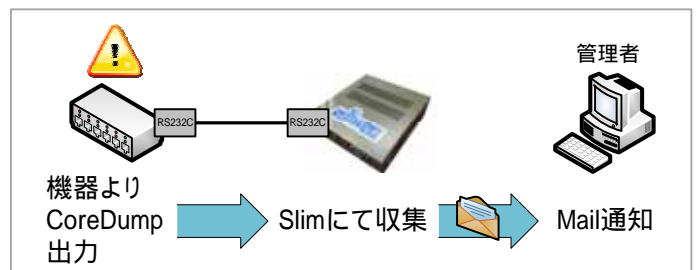 管理者
RS232C
RS232C
機器より
CoreDump
出力
Slimにて収集
Mail通知